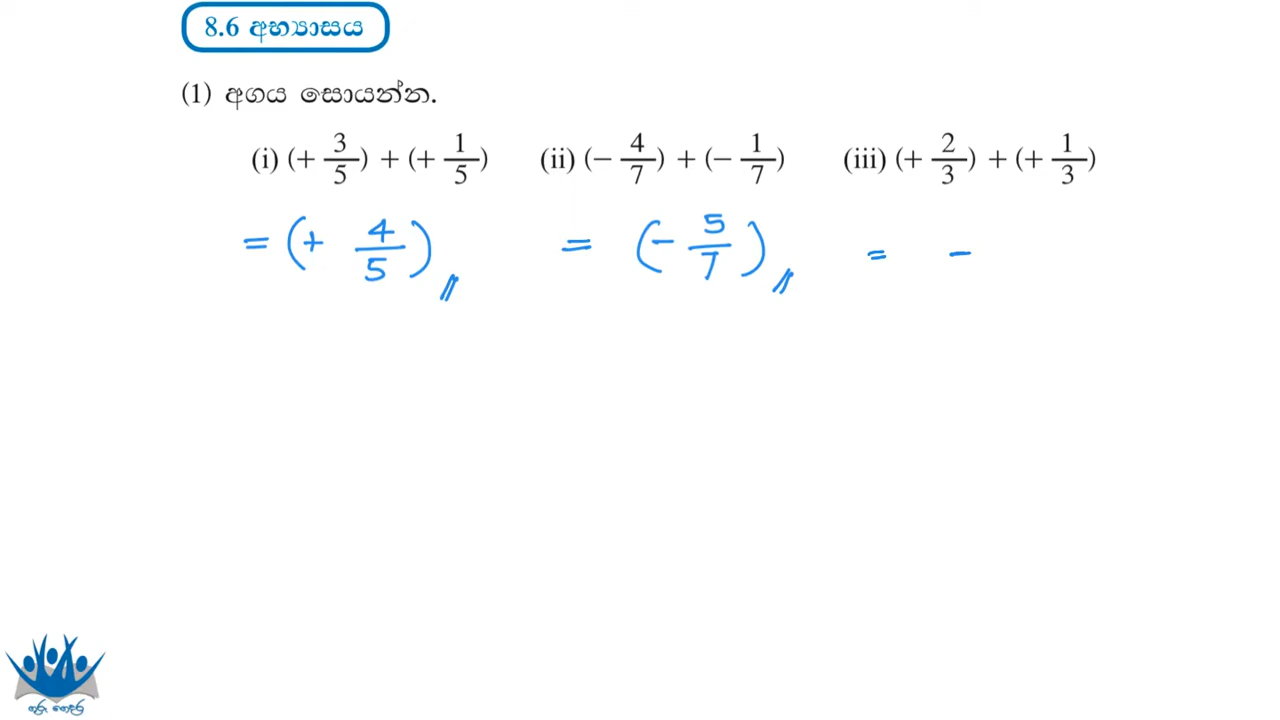 8.6 අභ්‍යාසය
(1) අගය සොයන්න.
(i) (+ 3/5) + (+ 1/5) (ii) (− 4/7) + (− 1/7) (iii) (+ 2/3) + (+ 1/3)
= (+ 4/5) = (− 5/7) = −
ගුරු ගෙදර